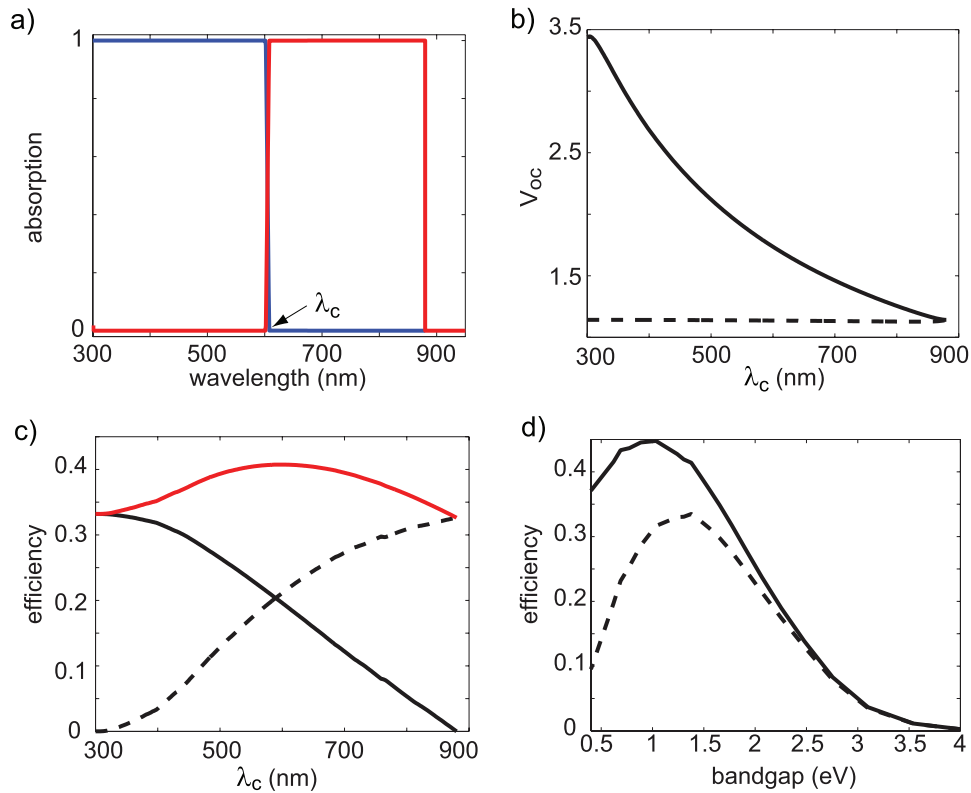 a)
1
absorption
0
λc
300
500
700
900
wavelength (nm)
b)
3.5
2.5
1.5
Voc
300
500
700
900
λc (nm)
c)
0.4
0.3
0.2
0.1
0
efficiency
300
500
700
900
λc (nm)
d)
0.4
0.3
0.2
0.1
0
efficiency
0.5
1
1.5
2
2.5
3
3.5
4
bandgap (eV)